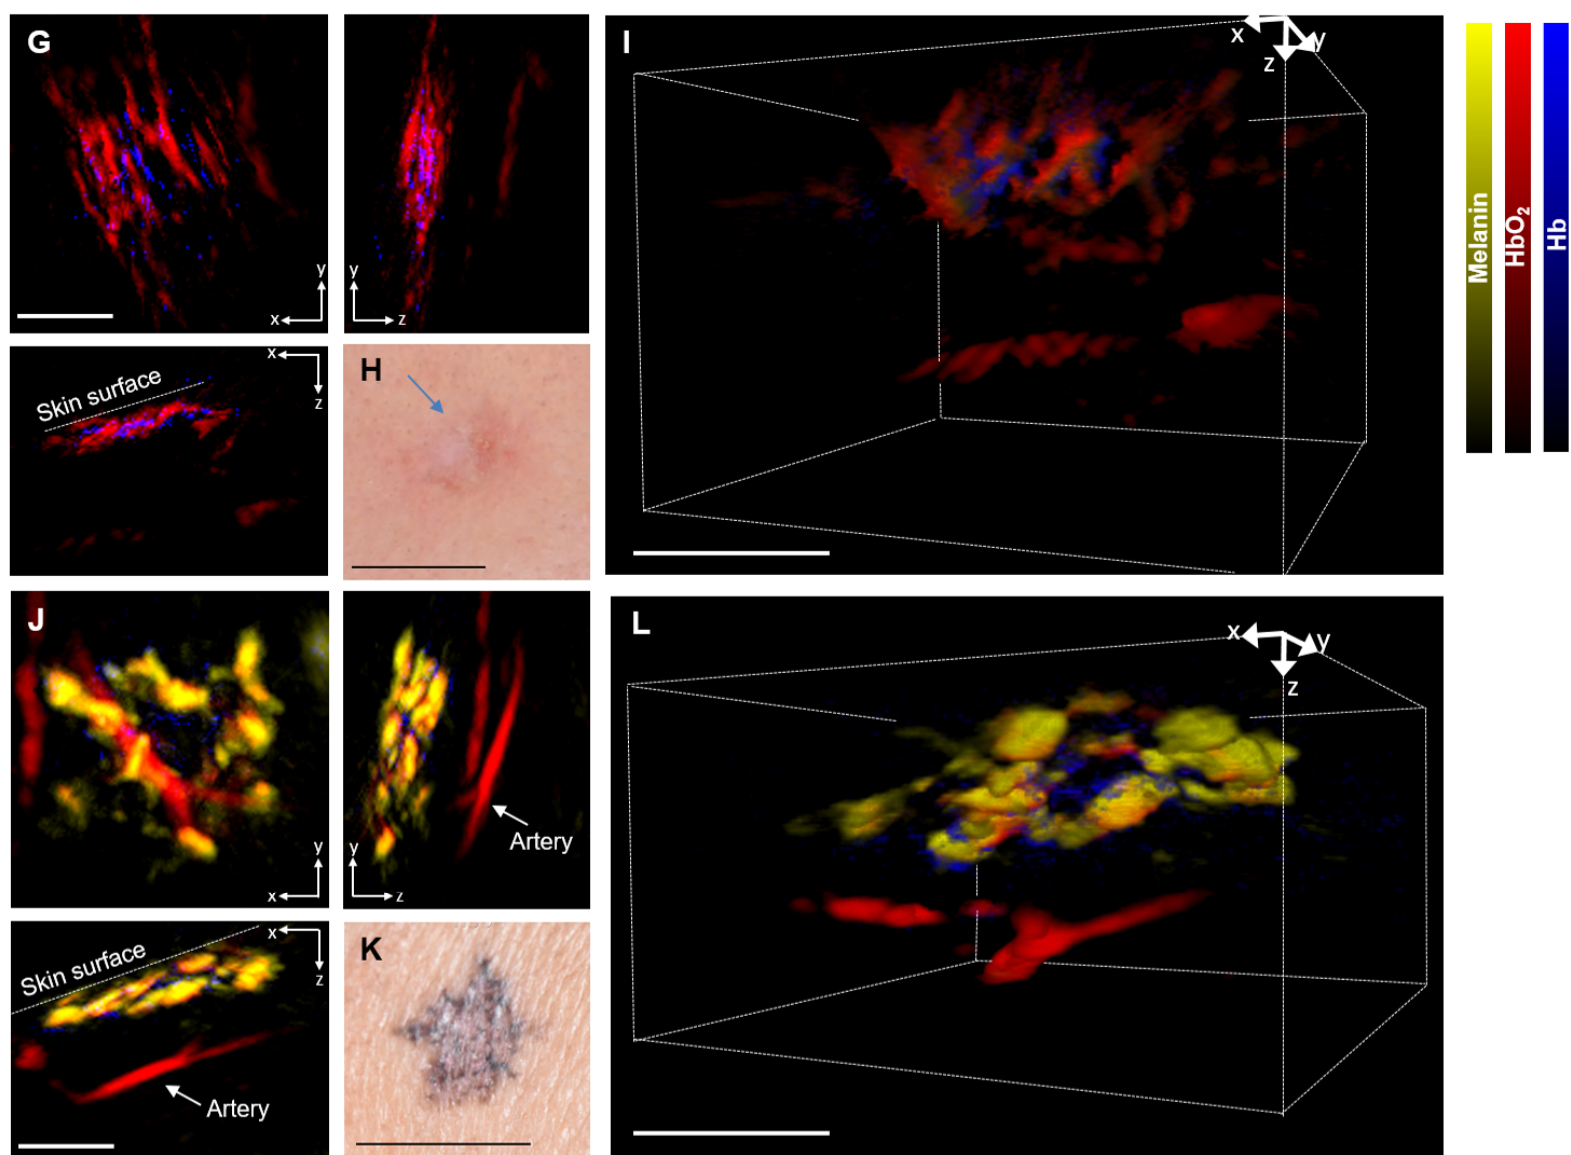 G
y
x
y
z
I
x
y
z
Melanin
HbO₂
Hb
x
z
Skin surface
H
J
y
x
y
z
Artery
L
x
y
z
x
z
Skin surface
Artery
K